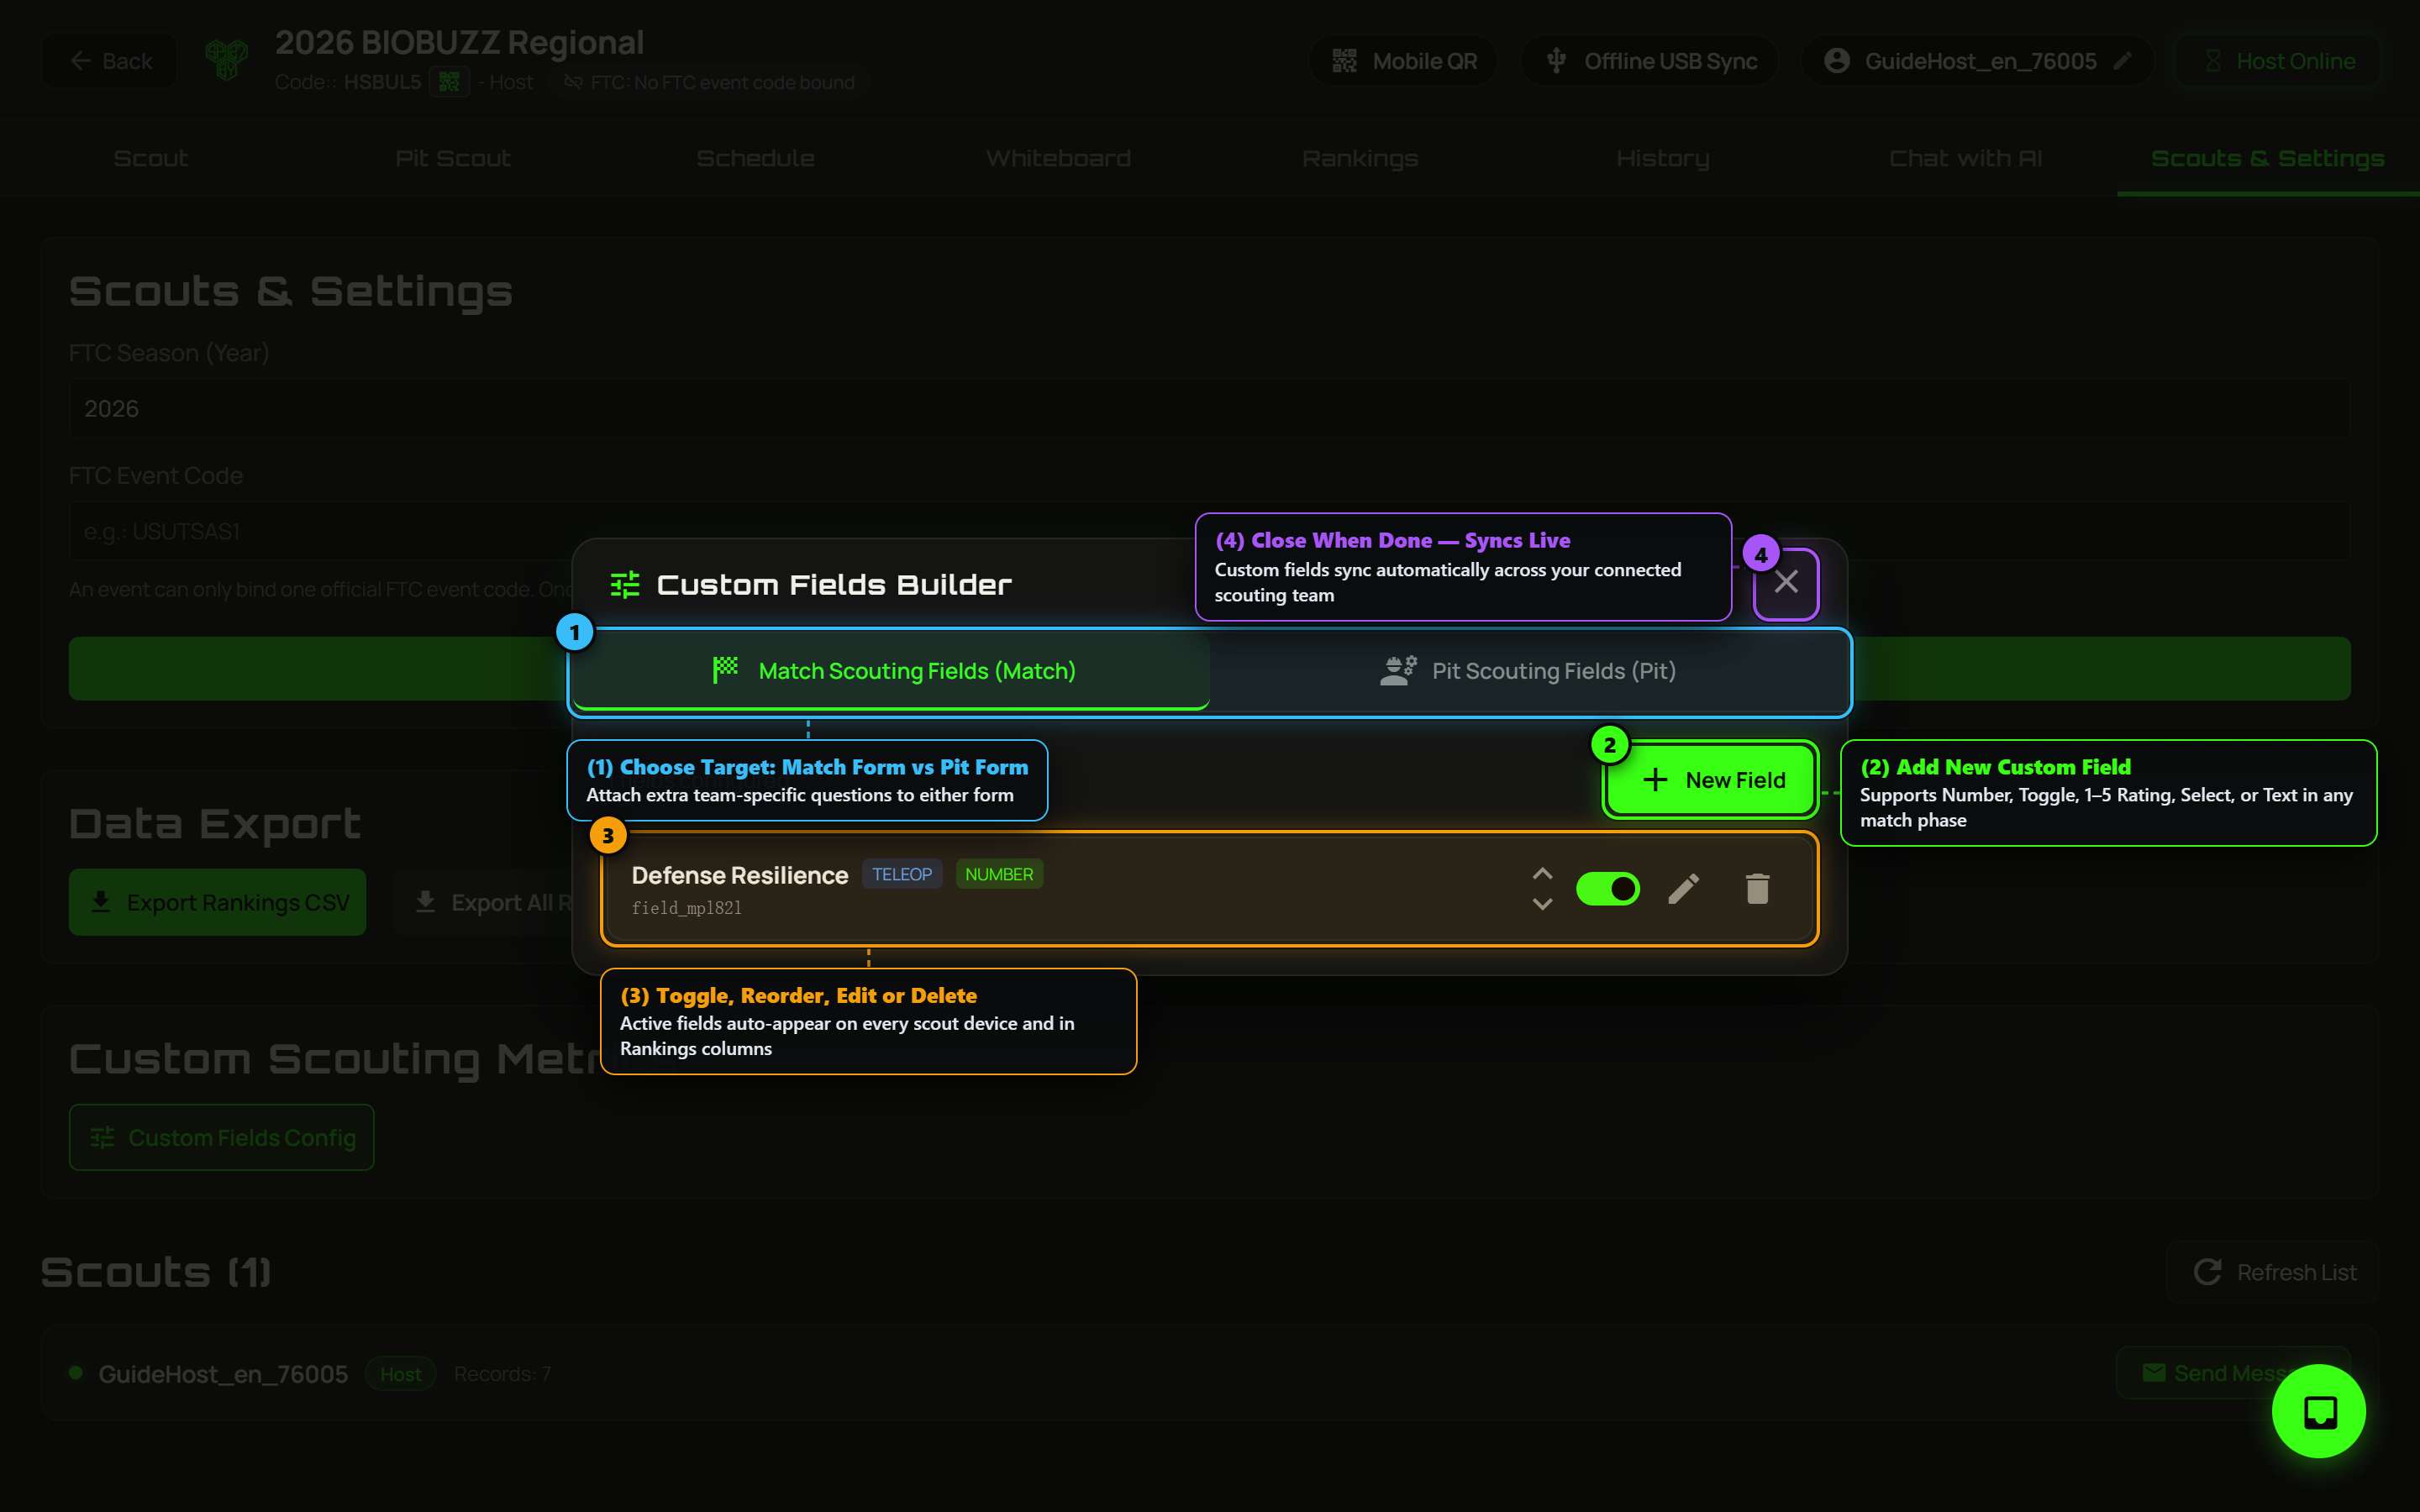 Back
2026 BIOBUZZ Regional
Code:: HSBUL5 - Host FTC: No FTC event code bound
Mobile QR
Offline USB Sync
GuideHost_en_76005
Host Online
Scout
Pit Scout
Schedule
Whiteboard
Rankings
History
Chat with AI
Scouts & Settings
Scouts & Settings
FTC Season (Year)
2026
FTC Event Code
e.g.: USUTSAS1
An event can only bind one official FTC event code.
Custom Fields Builder
(4) Close When Done — Syncs Live
Custom fields sync automatically across your connected
scouting team
4
1
Match Scouting Fields (Match)
Pit Scouting Fields (Pit)
(1) Choose Target: Match Form vs Pit Form
Attach extra team-specific questions to either form
2
New Field
(2) Add New Custom Field
Supports Number, Toggle, 1–5 Rating, Select, or Text in any
match phase
3
Defense Resilience TELEOP NUMBER
field_mpl82l
(3) Toggle, Reorder, Edit or Delete
Active fields auto-appear on every scout device and in
Rankings columns
Data Export
Export Rankings CSV
Export All R
Custom Scouting Metr
Custom Fields Config
Scouts (1)
Refresh List
GuideHost_en_76005 Host Records: 7
Send Mess